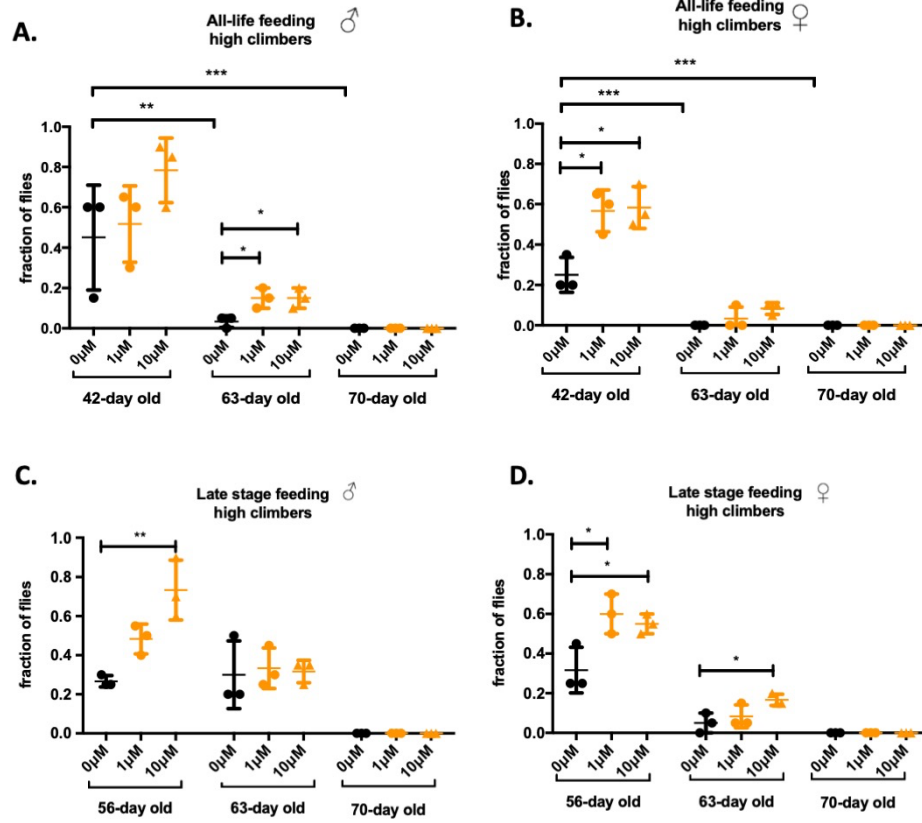 A.
All-life feeding ♂
high climbers
***
**
*
*
fraction of flies
1.0
0.8
0.6
0.4
0.2
0.0
0μM 1μM 10μM 0μM 1μM 10μM 0μM 1μM 10μM
42-day old 63-day old 70-day old
B.
All-life feeding
high climbers ♀
***
***
*
*
fraction of flies
1.0
0.8
0.6
0.4
0.2
0.0
0μM 1μM 10μM 0μM 1μM 10μM 0μM 1μM 10μM
42-day old 63-day old 70-day old
C.
Late stage feeding ♂
high climbers
**
fraction of flies
1.0
0.8
0.6
0.4
0.2
0.0
0μM 1μM 10μM 0μM 1μM 10μM 0μM 1μM 10μM
56-day old 63-day old 70-day old
D.
Late stage feeding ♀
high climbers
*
*
*
fraction of flies
1.0
0.8
0.6
0.4
0.2
0.0
0μM 1μM 10μM 0μM 1μM 10μM 0μM 1μM 10μM
56-day old 63-day old 70-day old